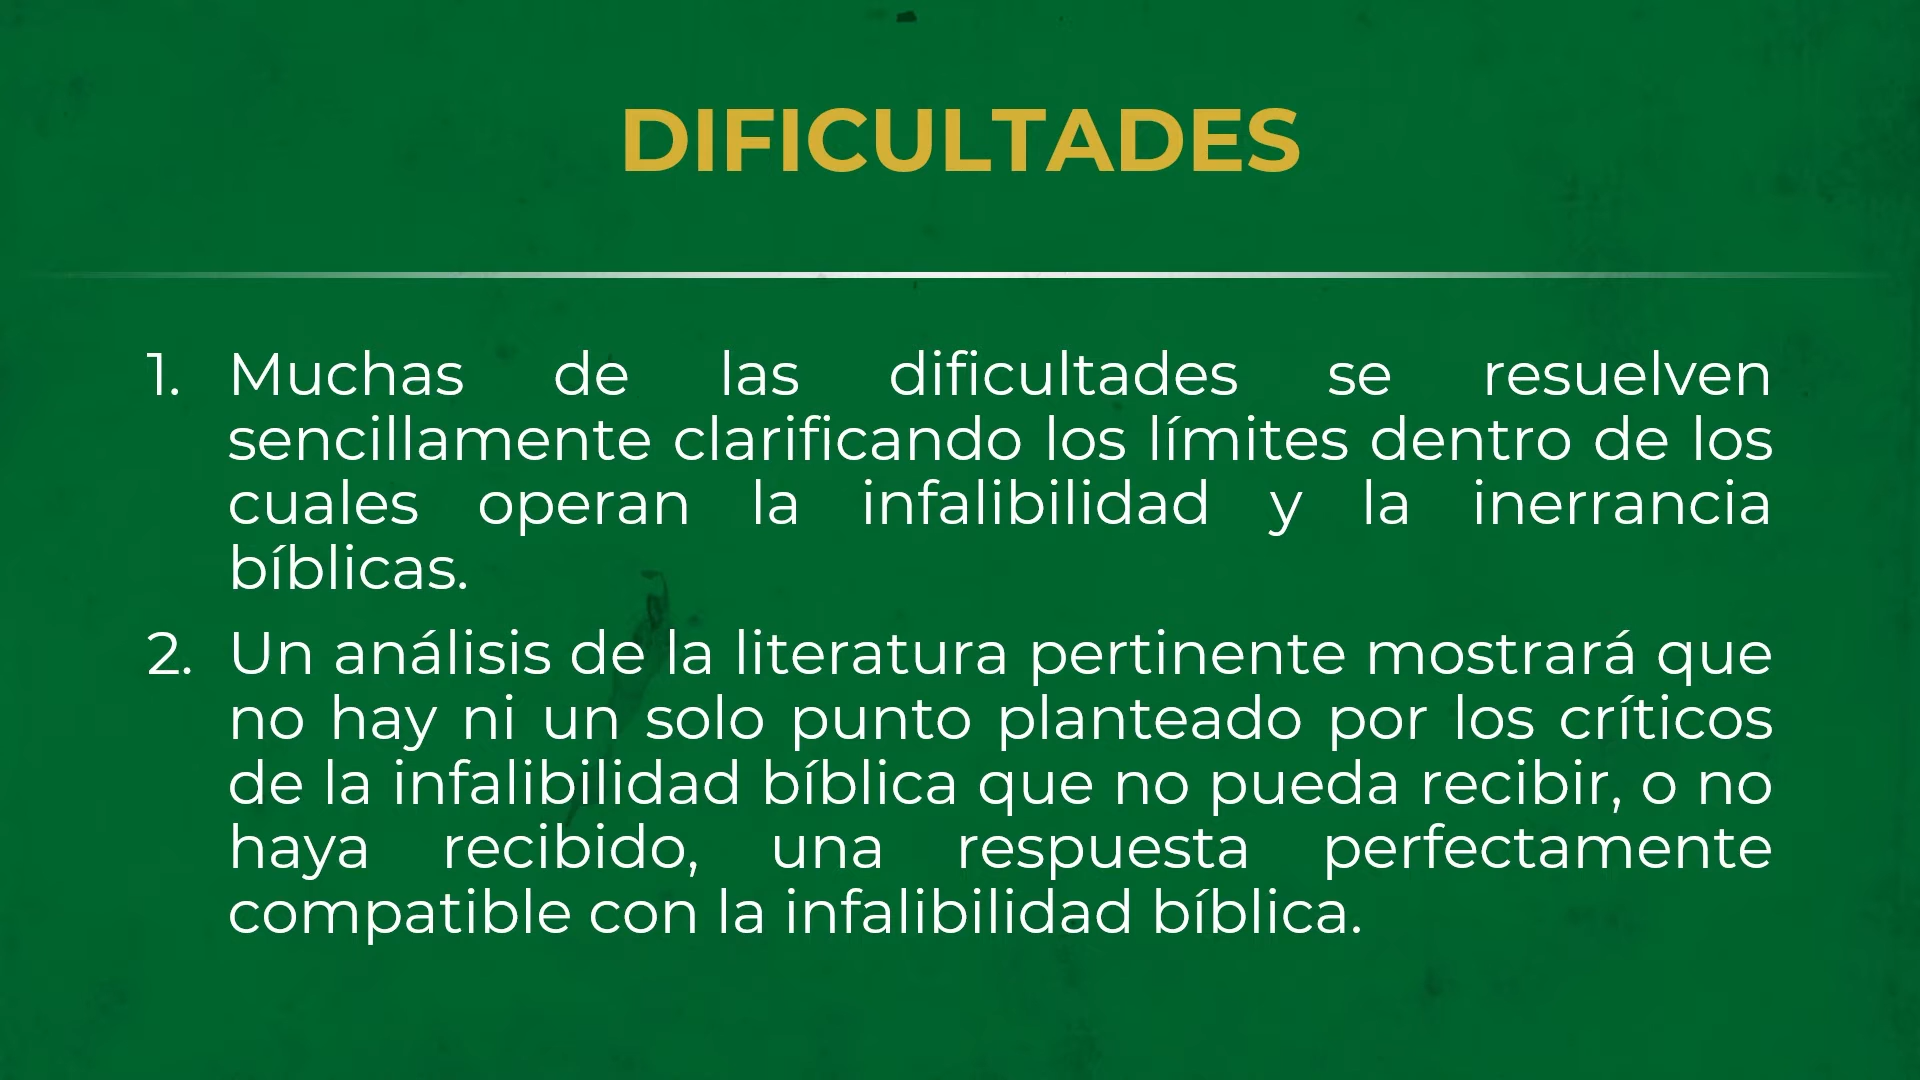 DIFICULTADES
1. Muchas de las dificultades se resuelven
sencillamente clarificando los límites dentro de los
cuales operan la infalibilidad y la inerrancia
bíblicas.
2. Un análisis de la literatura pertinente mostrará que
no hay ni un solo punto planteado por los críticos
de la infalibilidad bíblica que no pueda recibir, o no
haya recibido, una respuesta perfectamente
compatible con la infalibilidad bíblica.